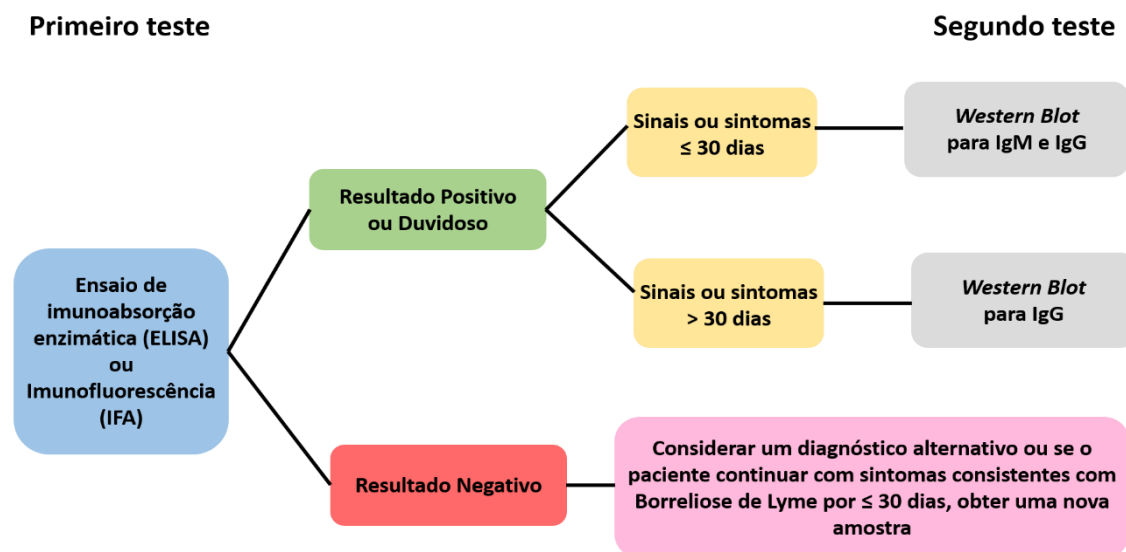 Primeiro teste
Segundo teste
Ensaio de
imunoabsorção
enzimática (ELISA)
ou
Imunofluorescência
(IFA)
Resultado Positivo
ou Duvidoso
Sinais ou sintomas
≤ 30 dias
Western Blot
para IgM e IgG
Sinais ou sintomas
> 30 dias
Western Blot
para IgG
Resultado Negativo
Considerar um diagnóstico alternativo ou se o
paciente continuar com sintomas consistentes com
Borreliose de Lyme por ≤ 30 dias, obter uma nova
amostra